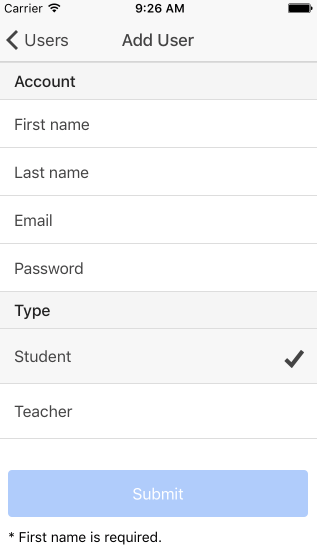 Carrier 9:26 AM
Users Add User
Account
First name
Last name
Email
Password
Type
Student
Teacher
Submit
* First name is required.